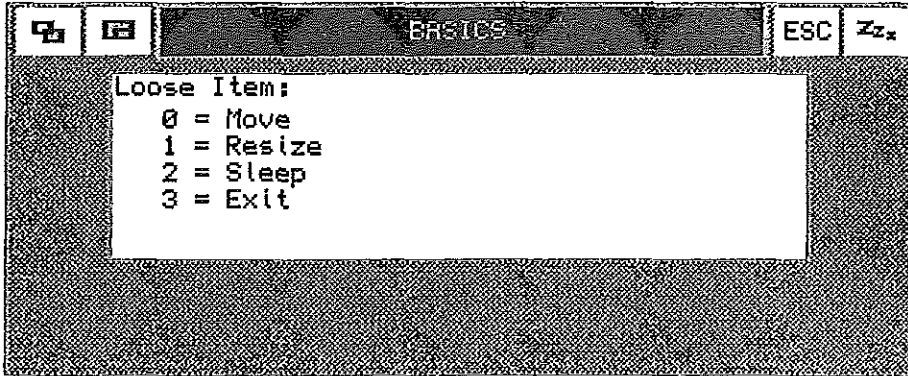 BASICS ESC Zzz
Loose Item:
0 = Move
1 = Resize
2 = Sleep
3 = Exit